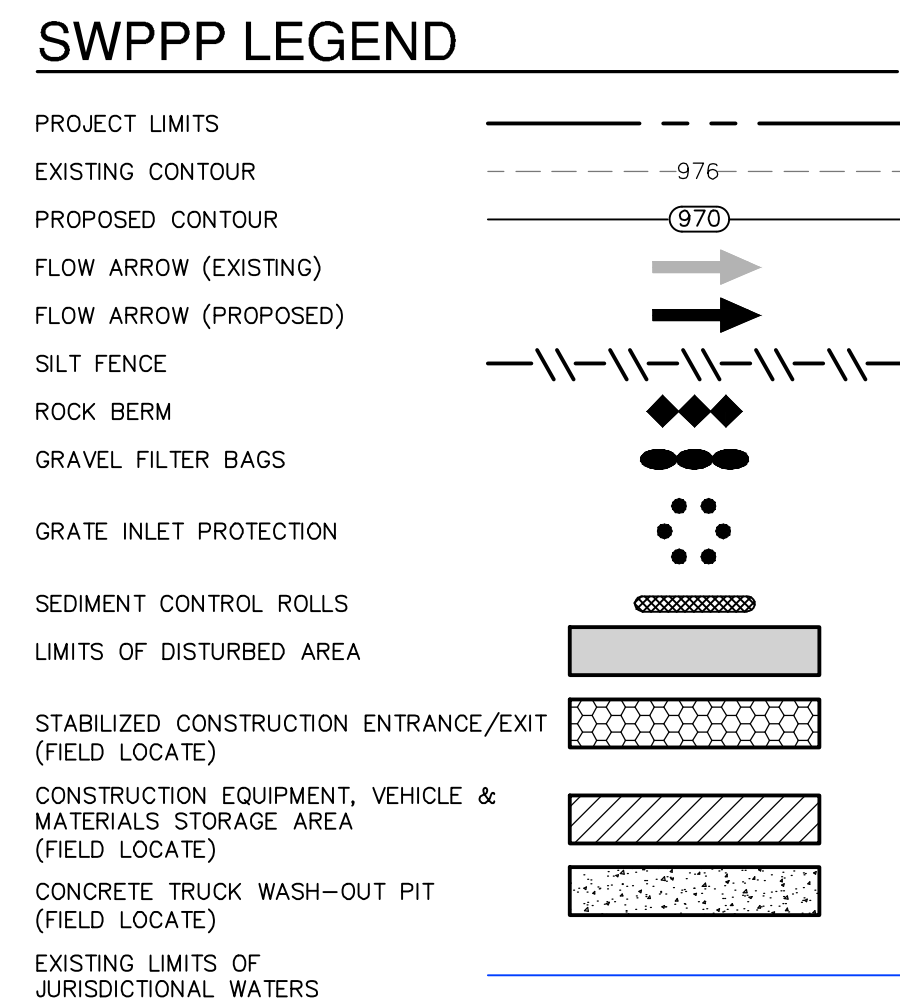 SWPPP LEGEND
PROJECT LIMITS
EXISTING CONTOUR 976
PROPOSED CONTOUR 970
FLOW ARROW (EXISTING)
FLOW ARROW (PROPOSED)
SILT FENCE
ROCK BERM
GRAVEL FILTER BAGS
GRATE INLET PROTECTION
SEDIMENT CONTROL ROLLS
LIMITS OF DISTURBED AREA
STABILIZED CONSTRUCTION ENTRANCE/EXIT
(FIELD LOCATE)
CONSTRUCTION EQUIPMENT, VEHICLE &
MATERIALS STORAGE AREA
(FIELD LOCATE)
CONCRETE TRUCK WASH-OUT PIT
(FIELD LOCATE)
EXISTING LIMITS OF
JURISDICTIONAL WATERS